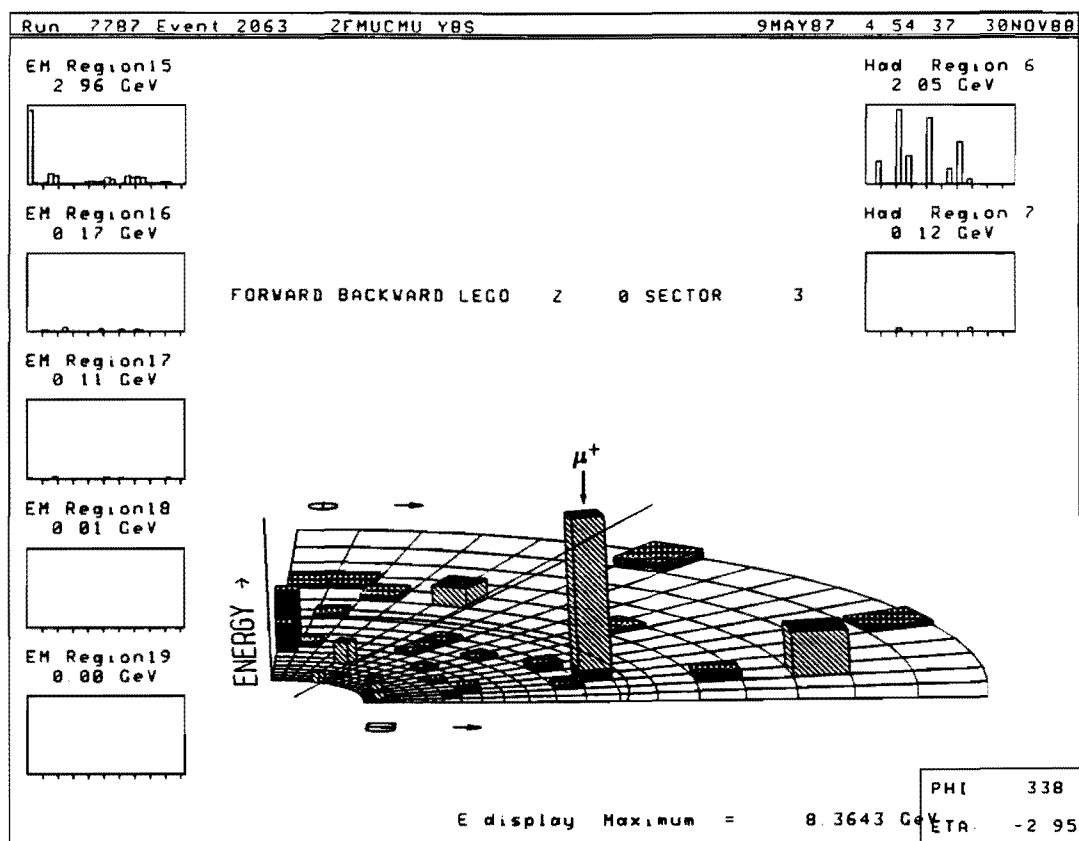 Run 7787 Event 2063 ZFMUCMU YBS 9MAY87 4 54 37 30NOV88
EM Region15
2 96 GeV
Had Region 6
2 05 GeV
EM Region16
0 17 GeV
Had Region 7
0 12 GeV
FORWARD BACKWARD LEGO Z 0 SECTOR 3
EM Region17
0 11 GeV
μ+
EM Region18
0 01 GeV
ENERGY →
EM Region19
0.00 GeV
PHI 338
E display Maximum = 8.3643 GeV
ETA -2 95